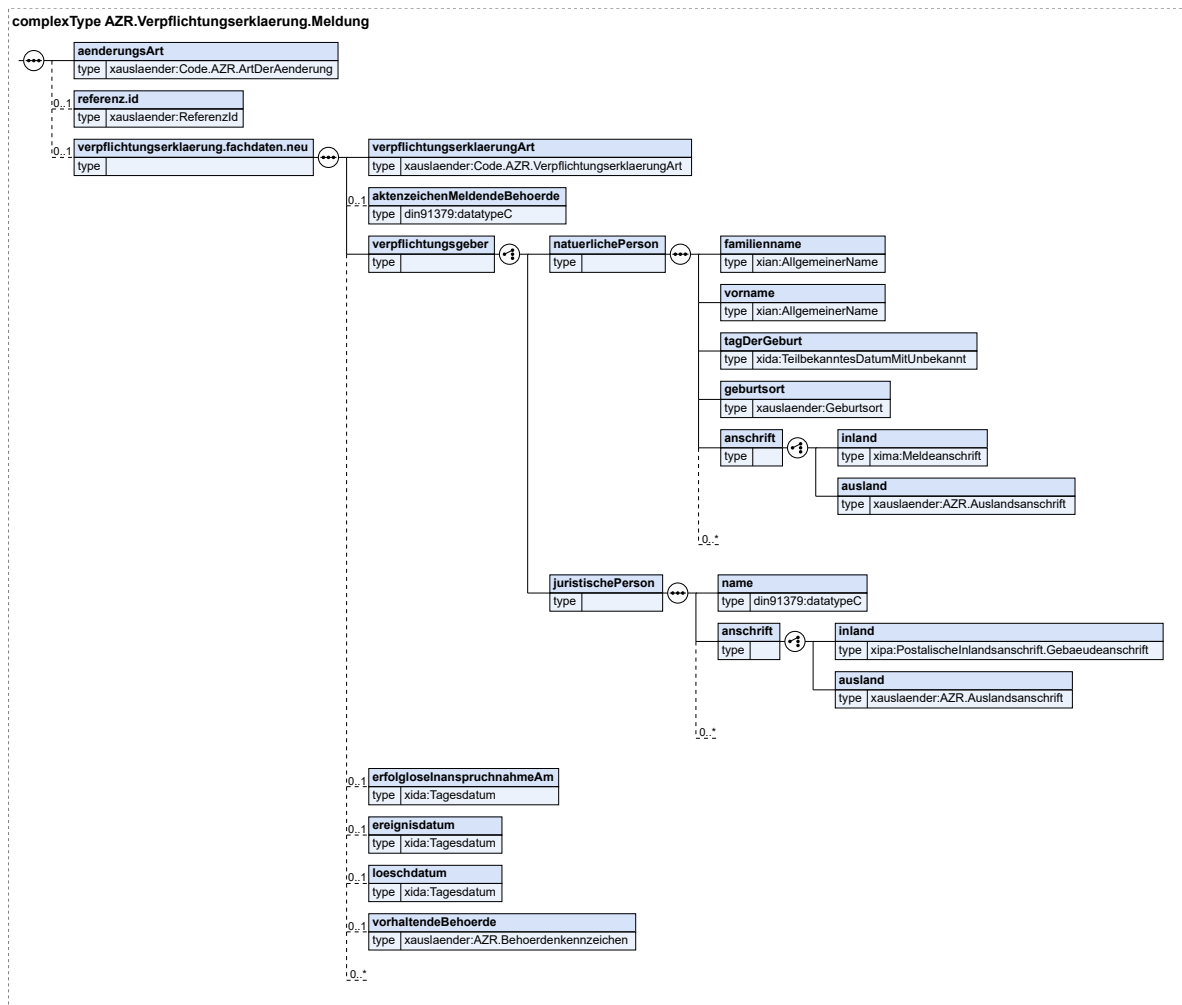 complexType AZR.Verpflichtungserklaerung.Meldung
aenderungsArt
type xauslaender:Code.AZR.ArtDerAenderung
0..1
referenz.id
type xauslaender:ReferenzId
0..1
verpflichtungserklaerung.fachdaten.neu
type
verpflichtungserklaerungArt
type xauslaender:Code.AZR.VerpflichtungserklaerungArt
0..1
aktenzeichenMeldendeBehoerde
type din91379:datatypeC
verpflichtungsgeber
type
natuerlichePerson
type
familienname
type xian:AllgemeinerName
vorname
type xian:AllgemeinerName
tagDerGeburt
type xida:TeilbekanntesDatumMitUnbekannt
geburtsort
type xauslaender:Geburtsort
anschrift
type
inland
type xima:Meldeanschrift
ausland
type xauslaender:AZR.Auslandsanschrift
0..*
juristischePerson
type
name
type din91379:datatypeC
anschrift
type
inland
type xipa:PostalischeInlandsanschrift.Gebaeudeanschrift
ausland
type xauslaender:AZR.Auslandsanschrift
0..*
0..1
erfolgloseInanspruchnahmeAm
type xida:Tagesdatum
0..1
ereignisdatum
type xida:Tagesdatum
0..1
loeschdatum
type xida:Tagesdatum
0..1
vorhaltendeBehoerde
type xauslaender:AZR.Behoerdenkennzeichen
0..*